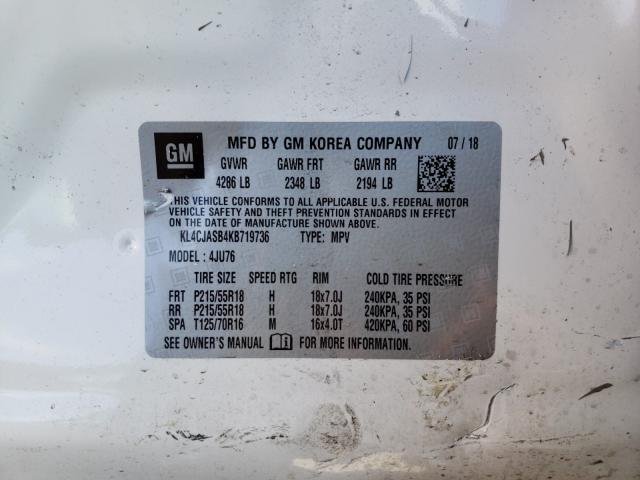 GM MFD BY GM KOREA COMPANY 07 / 18
GVWR GAWR FRT GAWR RR
4286 LB 2348 LB 2194 LB
THIS VEHICLE CONFORMS TO ALL APPLICABLE U.S. FEDERAL MOTOR
VEHICLE SAFETY AND THEFT PREVENTION STANDARDS IN EFFECT
ON THE DATE OF MANUFACTURE SHOWN ABOVE.
KL4CJASB4KB719736 TYPE: MPV
MODEL : 4JU76
TIRE SIZE SPEED RTG RIM COLD TIRE PRESSURE
FRT P215/55R18 H 18x7.0J 240KPA, 35 PSI
RR P215/55R18 H 18x7.0J 240KPA, 35 PSI
SPA T125/70R16 M 16x4.0T 420KPA, 60 PSI
SEE OWNER'S MANUAL FOR MORE INFORMATION.